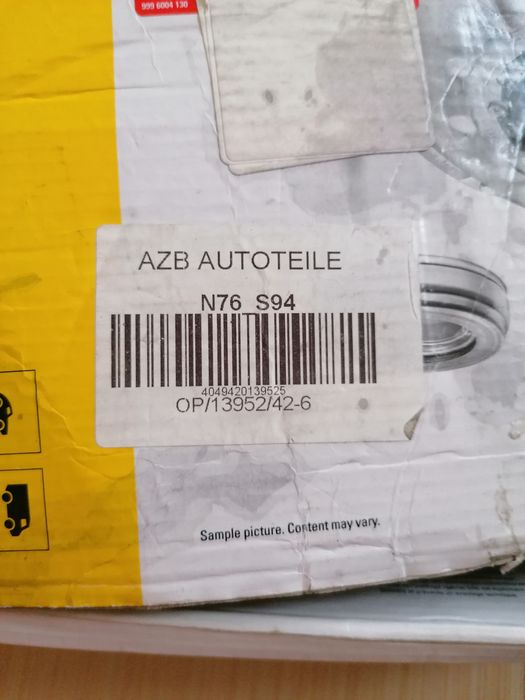 999 6004 130
AZB AUTOTEILE
N76 S94
4049420139525
OP/13952/42-6
Sample picture. Content may vary.